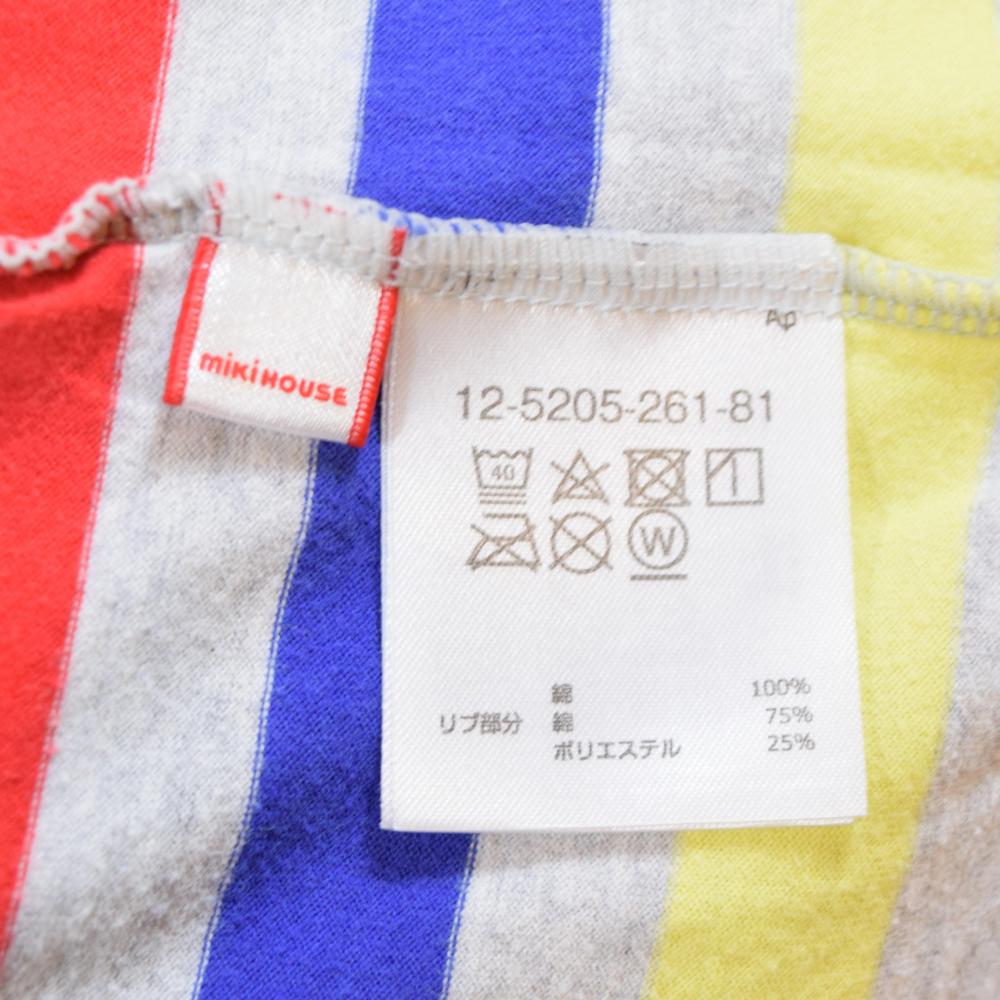 miKiHOUSE
Ap
12-5205-261-81
40
W
綿 100%
リブ部分 綿 75%
ポリエステル 25%